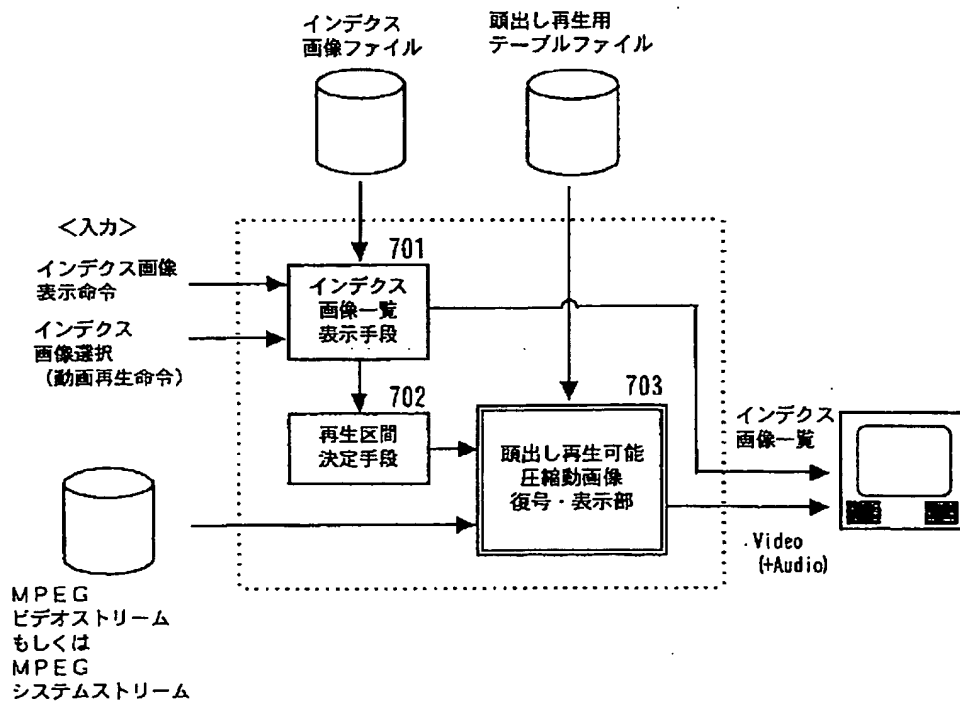 インデクス
画像ファイル
頭出し再生用
テーブルファイル
<入力>
インデクス画像
表示命令
インデクス
画像選択
(動画再生命令)
701
インデクス
画像一覧
表示手段
702
再生区間
決定手段
703
頭出し再生可能
圧縮動画像
復号・表示部
インデクス
画像一覧
Video
(+Audio)
MPEG
ビデオストリーム
もしくは
MPEG
システムストリーム